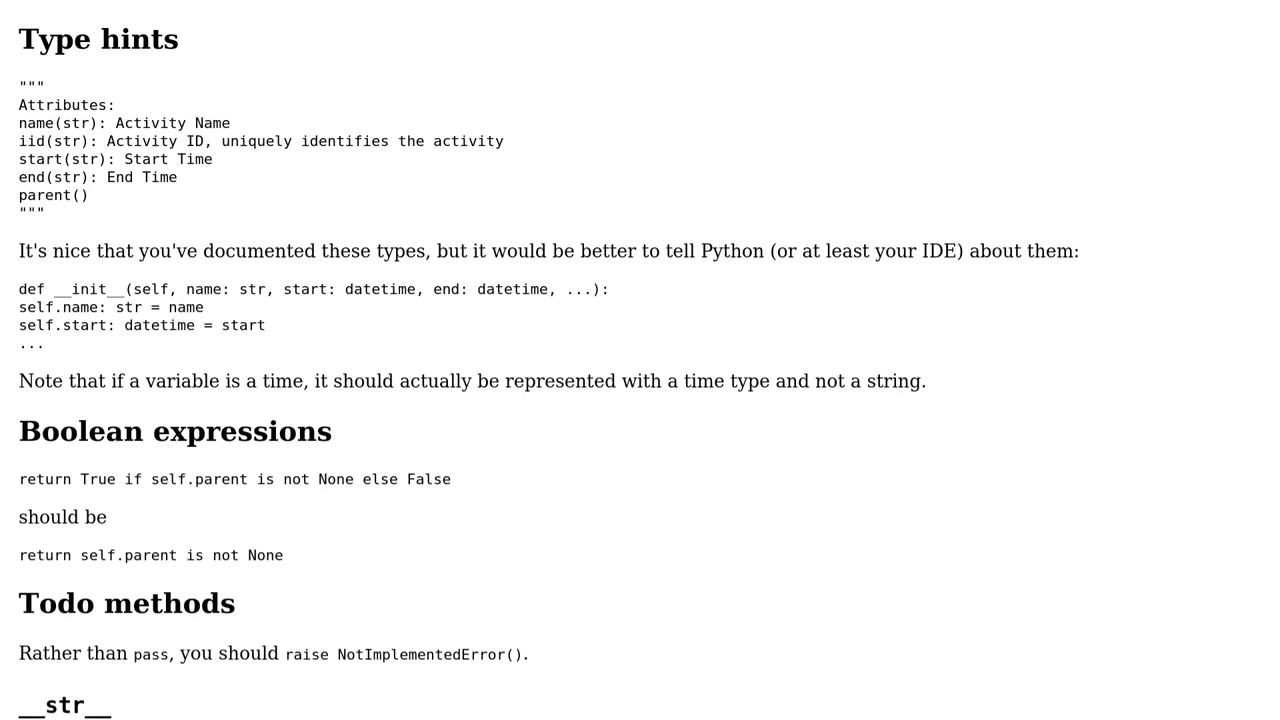 Type hints
"""
Attributes:
name(str): Activity Name
iid(str): Activity ID, uniquely identifies the activity
start(str): Start Time
end(str): End Time
parent()
"""
It's nice that you've documented these types, but it would be better to tell Python (or at least your IDE) about them:
def __init__(self, name: str, start: datetime, end: datetime, ...):
self.name: str = name
self.start: datetime = start
...
Note that if a variable is a time, it should actually be represented with a time type and not a string.
Boolean expressions
return True if self.parent is not None else False
should be
return self.parent is not None
Todo methods
Rather than pass, you should raise NotImplementedError().
__str__